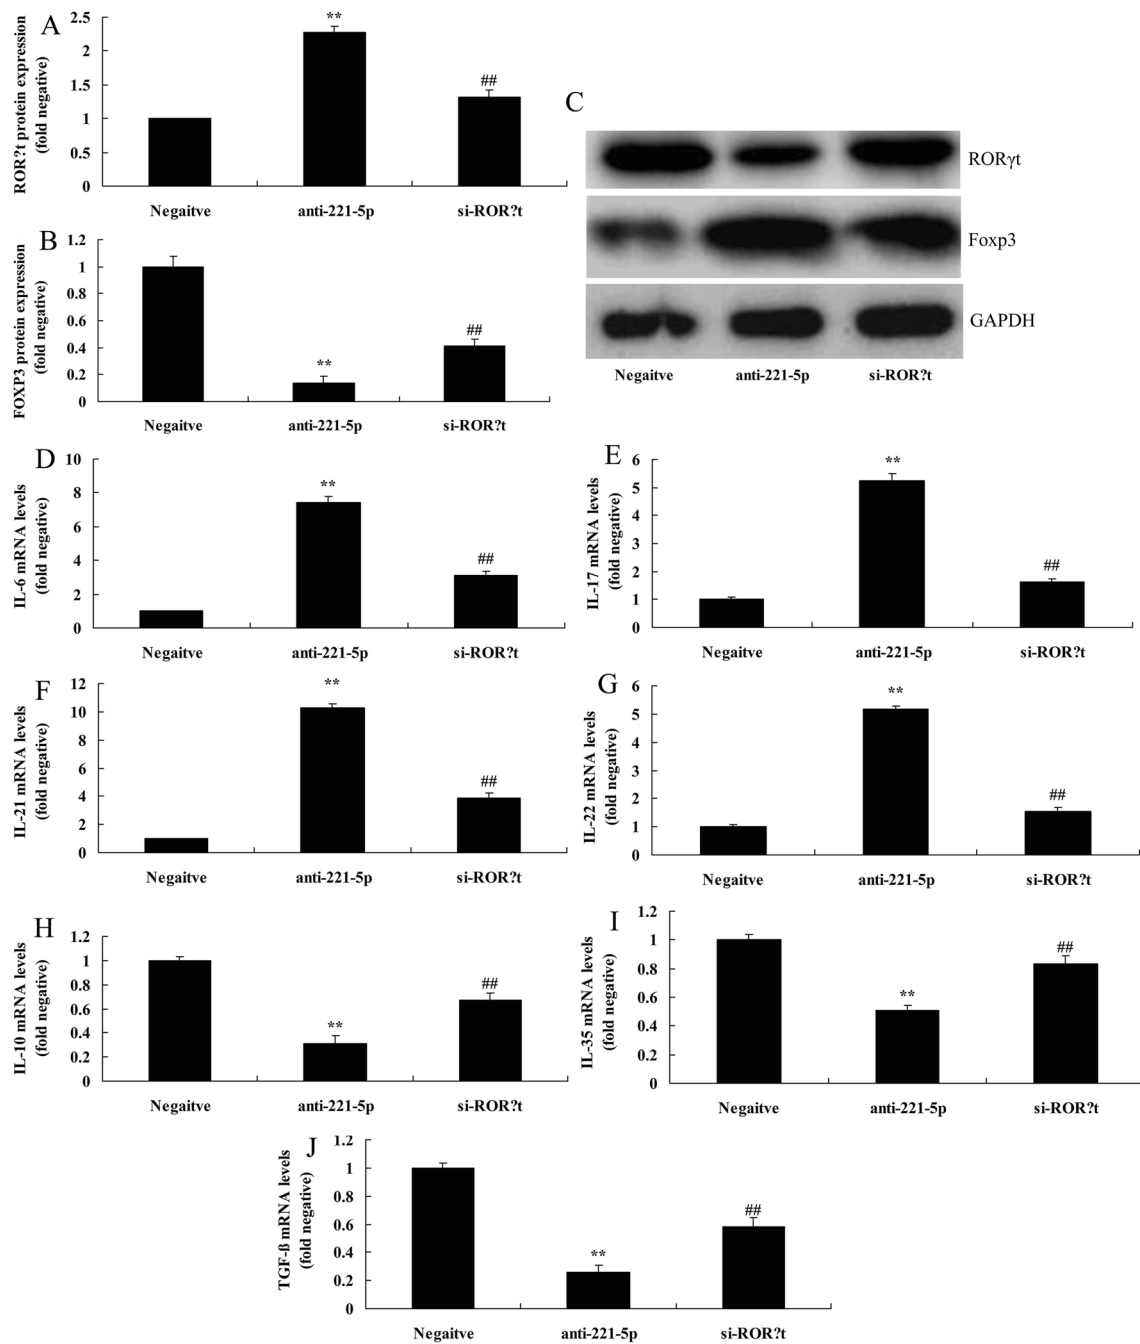 A
ROR?t protein expression
(fold negative)
2.5
2
1.5
1
0.5
0
**
##
Negaitve anti-221-5p si-ROR?t
B
FOXP3 protein expression
(fold negative)
1.2
1
0.8
0.6
0.4
0.2
0
**
##
Negaitve anti-221-5p si-ROR?t
C
RORγt
Foxp3
GAPDH
Negaitve anti-221-5p si-ROR?t
D
IL-6 mRNA levels
(fold negative)
10
8
6
4
2
0
**
##
Negaitve anti-221-5p si-ROR?t
E
IL-17 mRNA levels
(fold negative)
6
5
4
3
2
1
0
**
##
Negaitve anti-221-5p si-ROR?t
F
IL-21 mRNA levels
(fold negative)
12
10
8
6
4
2
0
**
##
Negaitve anti-221-5p si-ROR?t
G
IL-22 mRNA levels
(fold negative)
6
5
4
3
2
1
0
**
##
Negaitve anti-221-5p si-ROR?t
H
IL-10 mRNA levels
(fold negative)
1.2
1
0.8
0.6
0.4
0.2
0
**
##
Negaitve anti-221-5p si-ROR?t
I
IL-35 mRNA levels
(fold negative)
1.2
1
0.8
0.6
0.4
0.2
0
**
##
Negaitve anti-221-5p si-ROR?t
J
TGF-ß mRNA levels
(fold negative)
1.2
1
0.8
0.6
0.4
0.2
0
**
##
Negaitve anti-221-5p si-ROR?t